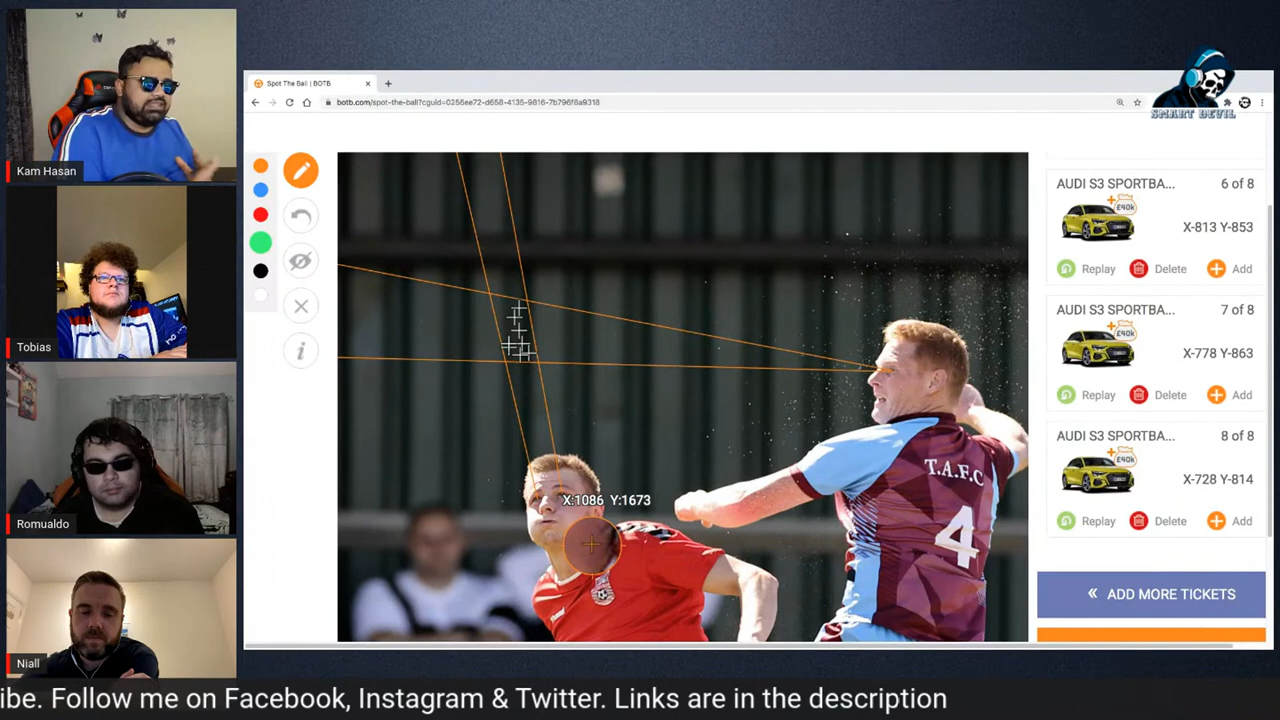 Kam Hasan
Tobias
Romualdo
Niall
Spot The Ball | BOTB
botb.com/spot-the-ball?cguid=0256ee72-d658-4135-9816-7b796f8a9318
SMART DEVIL
X:1086 Y:1673
T.A.F.C
4
AUDI S3 SPORTBA... 6 of 8
£40k
X-813 Y-853
Replay Delete Add
AUDI S3 SPORTBA... 7 of 8
£40k
X-778 Y-863
Replay Delete Add
AUDI S3 SPORTBA... 8 of 8
£40k
X-728 Y-814
Replay Delete Add
« ADD MORE TICKETS
ibe. Follow me on Facebook, Instagram & Twitter. Links are in the description